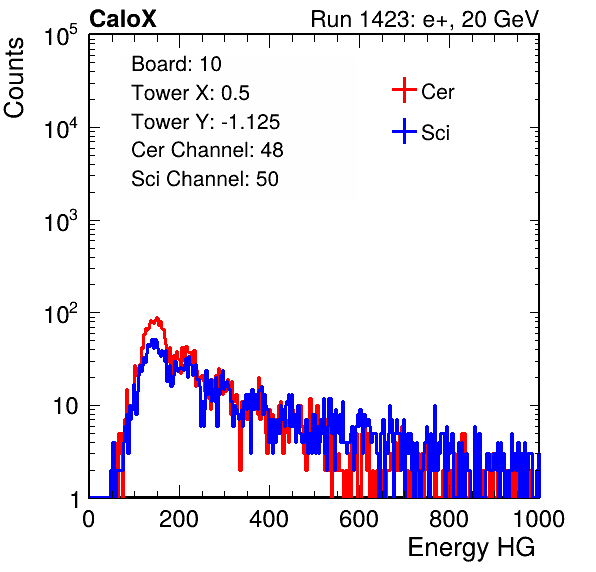 CaloX Run 1423: e+, 20 GeV
Counts
10^5
10^4
10^3
10^2
10
1
Board: 10
Tower X: 0.5
Tower Y: -1.125
Cer Channel: 48
Sci Channel: 50
Cer
Sci
0 200 400 600 800 1000
Energy HG